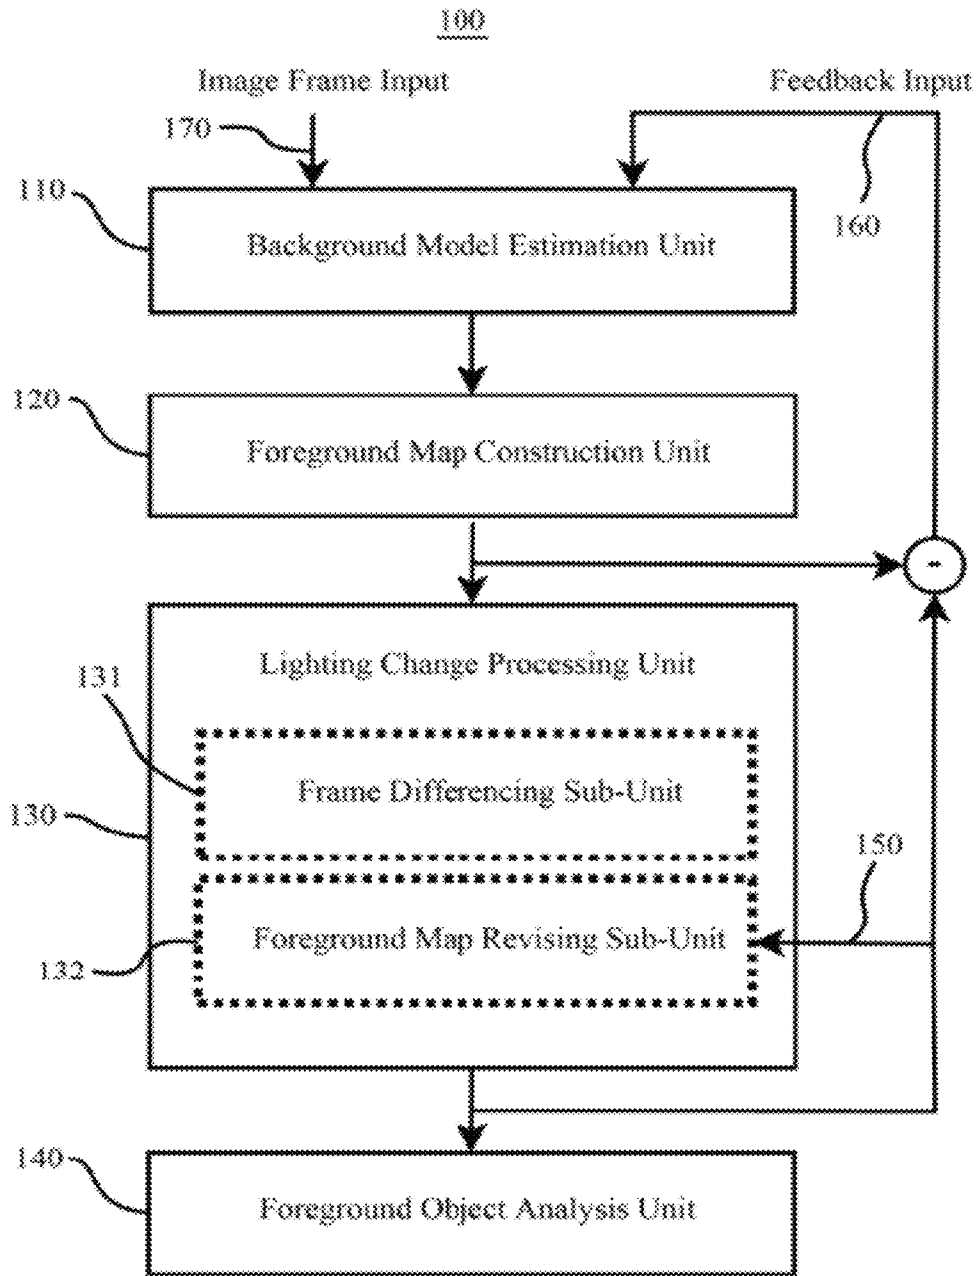 100
Image Frame Input
Feedback Input
170
160
110
Background Model Estimation Unit
120
Foreground Map Construction Unit
-
Lighting Change Processing Unit
131
Frame Differencing Sub-Unit
130
150
Foreground Map Revising Sub-Unit
132
140
Foreground Object Analysis Unit